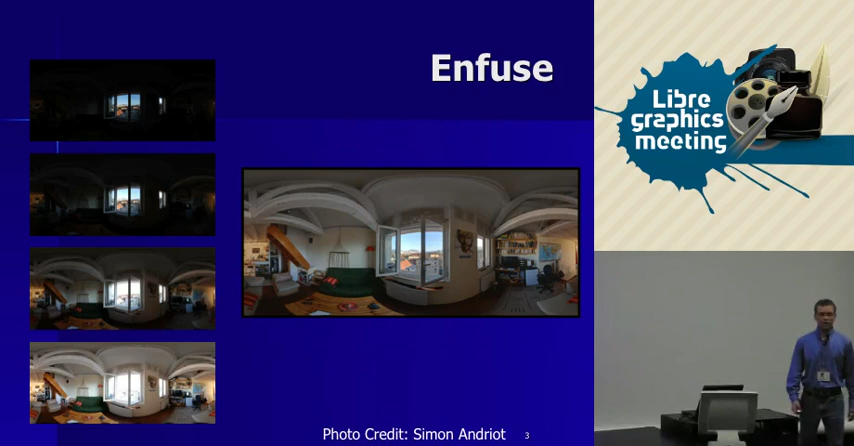 Enfuse
Libre
graphics
meeting
Photo Credit: Simon Andriot
3